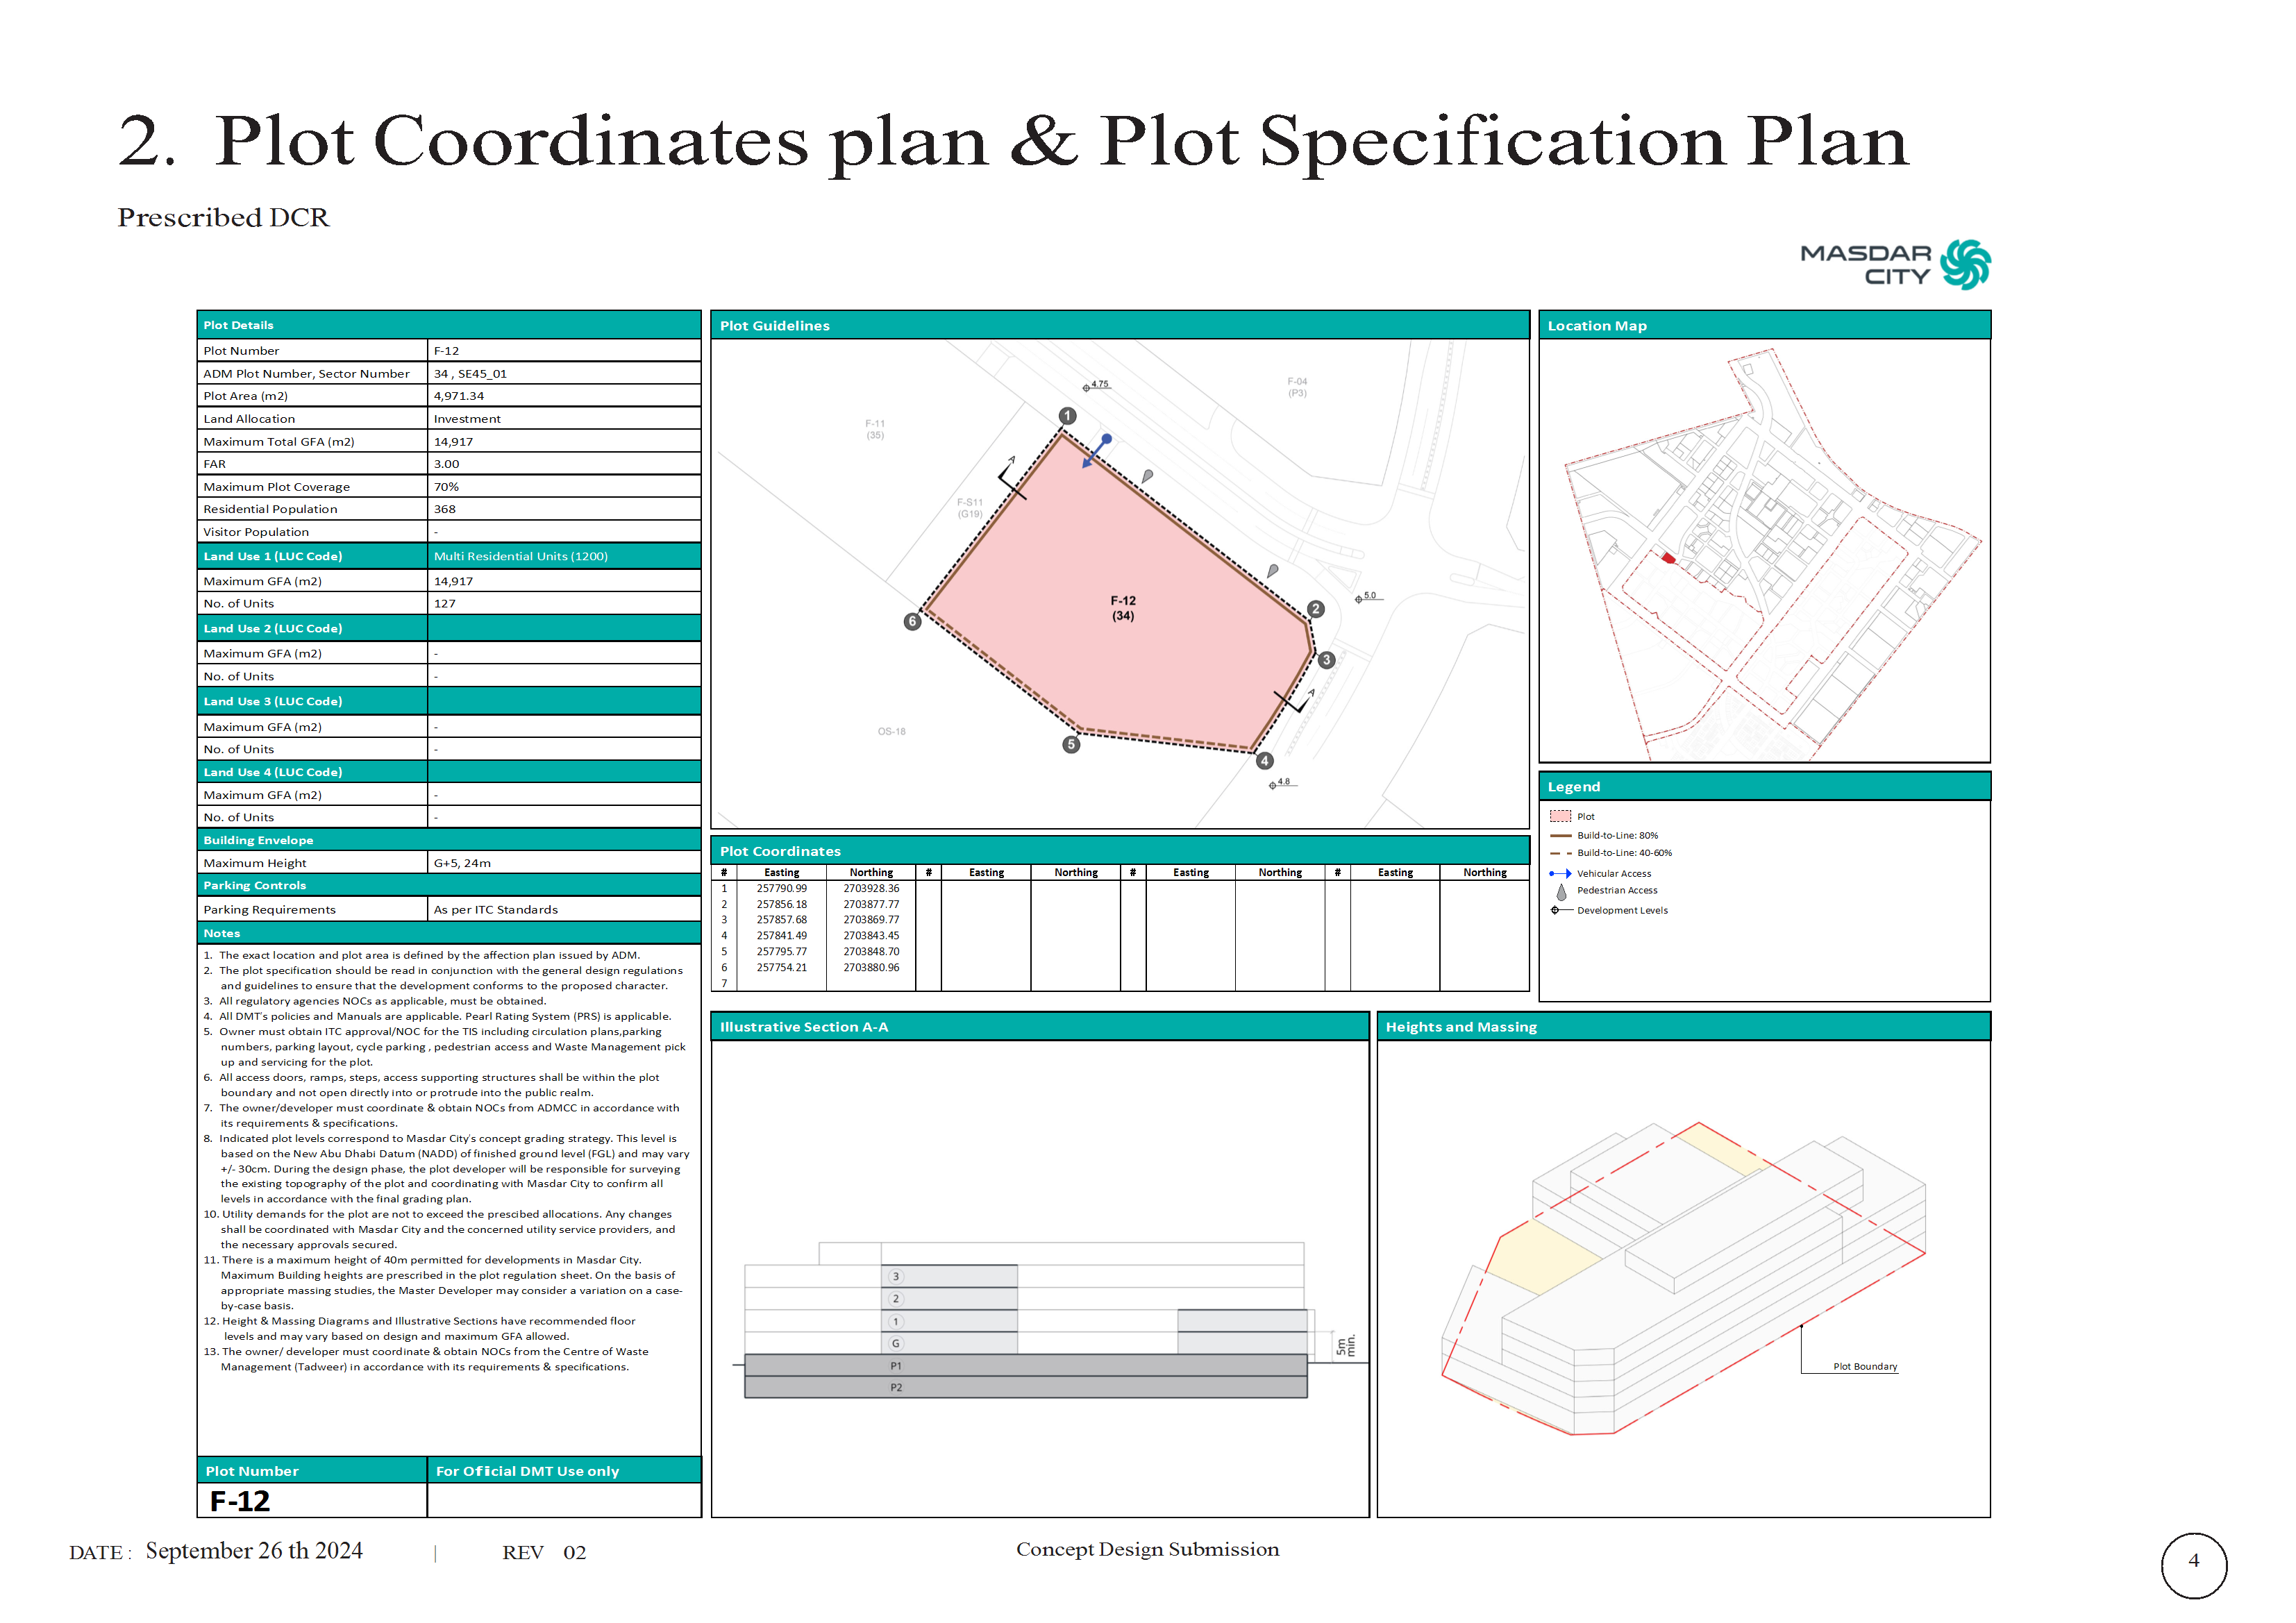 2. Plot Coordinates plan & Plot Specification Plan
Prescribed DCR
MASDAR
CITY
Plot Details
Plot Number F-12
ADM Plot Number, Sector Number 34 , SE45_01
Plot Area (m2) 4,971.34
Land Allocation Investment
Maximum Total GFA (m2) 14,917
FAR 3.00
Maximum Plot Coverage 70%
Residential Population 368
Visitor Population -
Land Use 1 (LUC Code) Multi Residential Units (1200)
Maximum GFA (m2) 14,917
No. of Units 127
Land Use 2 (LUC Code)
Maximum GFA (m2) -
No. of Units -
Land Use 3 (LUC Code)
Maximum GFA (m2) -
No. of Units -
Land Use 4 (LUC Code)
Maximum GFA (m2) -
No. of Units -
Building Envelope
Maximum Height G+5, 24m
Parking Controls
Parking Requirements As per ITC Standards
Notes
1. The exact location and plot area is defined by the affection plan issued by ADM.
2. The plot specification should be read in conjunction with the general design regulations
and guidelines to ensure that the development conforms to the proposed character.
3. All regulatory agencies NOCs as applicable, must be obtained.
4. All DMT's policies and Manuals are applicable. Pearl Rating System (PRS) is applicable.
5. Owner must obtain ITC approval/NOC for the TIS including circulation plans,parking
numbers, parking layout, cycle parking , pedestrian access and Waste Management pick
up and servicing for the plot.
6. All access doors, ramps, steps, access supporting structures shall be within the plot
boundary and not open directly into or protrude into the public realm.
7. The owner/developer must coordinate & obtain NOCs from ADMCC in accordance with
its requirements & specifications.
8. Indicated plot levels correspond to Masdar City's concept grading strategy. This level is
based on the New Abu Dhabi Datum (NADD) of finished ground level (FGL) and may vary
+/- 30cm. During the design phase, the plot developer will be responsible for surveying
the existing topography of the plot and coordinating with Masdar City to confirm all
levels in accordance with the final grading plan.
10. Utility demands for the plot are not to exceed the prescibed allocations. Any changes
shall be coordinated with Masdar City and the concerned utility service providers, and
the necessary approvals secured.
11. There is a maximum height of 40m permitted for developments in Masdar City.
Maximum Building heights are prescribed in the plot regulation sheet. On the basis of
appropriate massing studies, the Master Developer may consider a variation on a case-
by-case basis.
12. Height & Massing Diagrams and Illustrative Sections have recommended floor
levels and may vary based on design and maximum GFA allowed.
13. The owner/ developer must coordinate & obtain NOCs from the Centre of Waste
Management (Tadweer) in accordance with its requirements & specifications.
Plot Number For Official DMT Use only
F-12
Plot Guidelines
4.75
F-04
(P3)
1
F-11
(35)
A
F-S11
(G19)
F-12
(34)
2
5.0
6
3
A
OS-18
5
4
4.8
Plot Coordinates
# Easting Northing # Easting Northing # Easting Northing # Easting Northing
1 257790.99 2703928.36
2 257856.18 2703877.77
3 257857.68 2703869.77
4 257841.49 2703843.45
5 257795.77 2703848.70
6 257754.21 2703880.96
7
Location Map
Legend
Plot
Build-to-Line: 80%
Build-to-Line: 40-60%
Vehicular Access
Pedestrian Access
Development Levels
Illustrative Section A-A
3
2
1
G
P1
P2
5m
min.
Heights and Massing
Plot Boundary
DATE : September 26 th 2024 | REV 02
Concept Design Submission
4